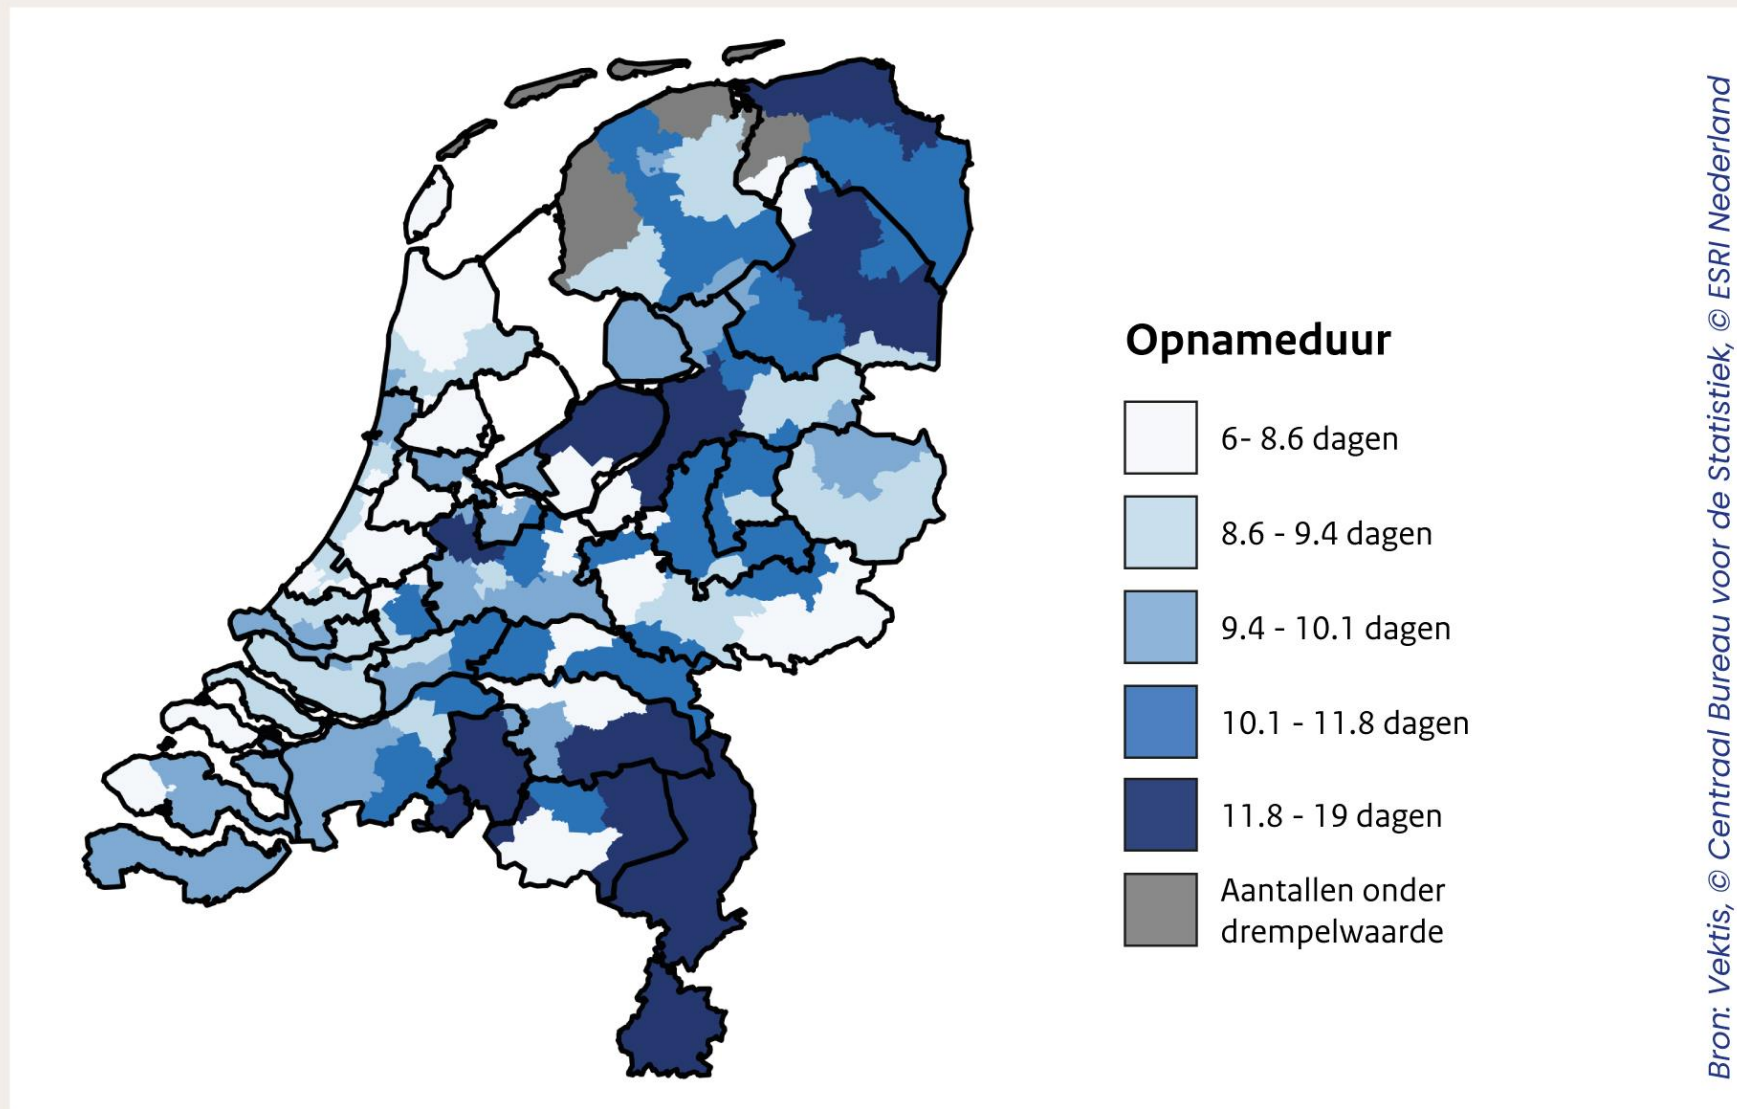 Opnameduur
6- 8.6 dagen
8.6 - 9.4 dagen
9.4 - 10.1 dagen
10.1 - 11.8 dagen
11.8 - 19 dagen
Aantallen onder
drempelwaarde
Bron: Vektis, © Centraal Bureau voor de Statistiek, © ESRI Nederland